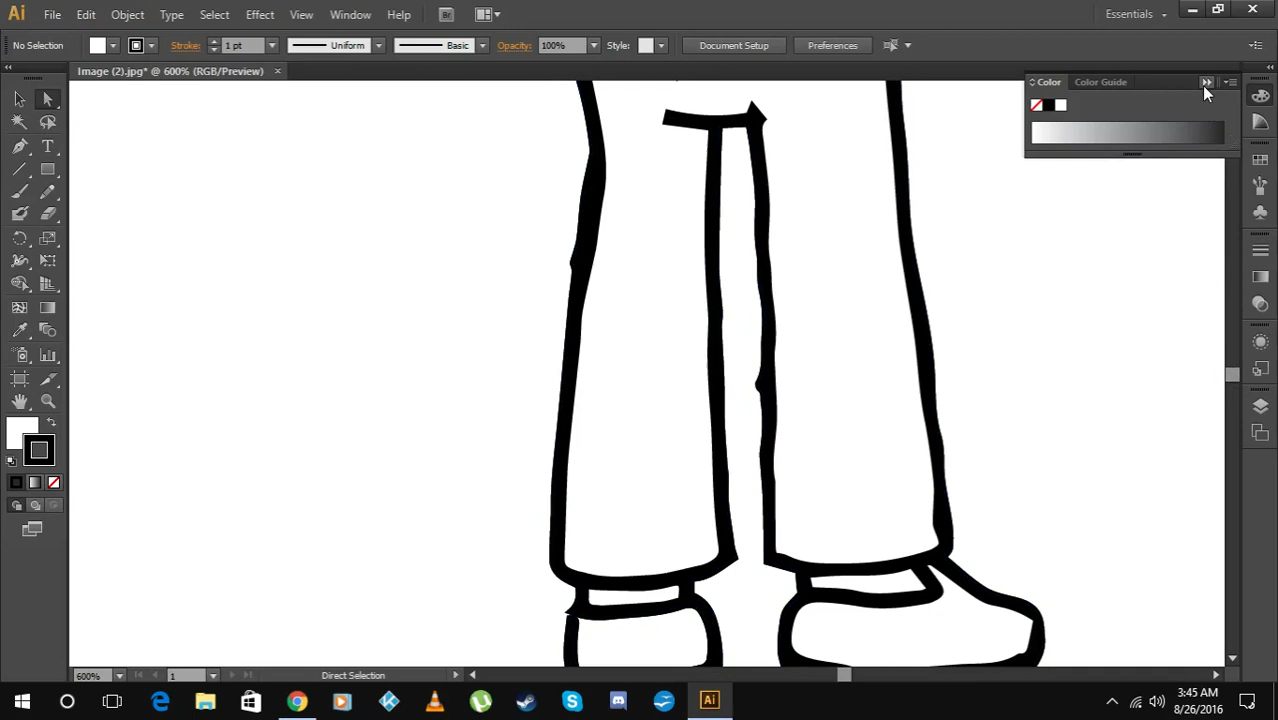 Ai File Edit Object Type Select Effect View Window Help Br Essentials
No Selection Stroke: 1 pt Uniform Basic Opacity: 100% Style: Document Setup Preferences
Image (2).jpg* @ 600% (RGB/Preview) ×
Color Color Guide
T
600% 1 Direct Selection
Ai 3:45 AM
8/26/2016